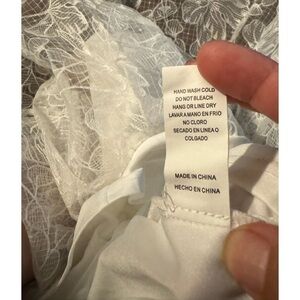 HAND WASH COLD
DO NOT BLEACH
HANG OR LINE DRY
LAVAR A MANO EN FRIO
NO CLORO
SECADO EN LINEA O
COLGADO
MADE IN CHINA
HECHO EN CHINA